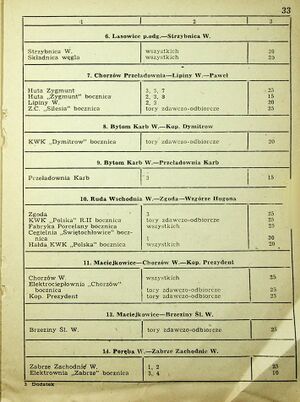 33
1 2 3
6. Lasowice p.odg.—Strzybnica W.
Strzybnica W. wszystkich 20
Składnica węgla wszystkich 25
7. Chorzów Przeładownia—Lipiny W.—Paweł
Huta Zygmunt 3, 5, 7 25
Huta „Zygmunt" bocznica 2, 3, 8 15
Lipiny W. 2, 3 20
Z.C. „Silesia" bocznica tory zdawczo-odbiorcze 25
8. Bytom Karb W.—Kop. Dymitrow
KWK „Dymitrow" bocznica tory zdawczo-odbiorcze 20
9. Bytom Karb W.—Przeładownia Karb
Przeładownia Karb 3 15
10. Ruda Wschodnia W.—Zgoda—Wzgórze Hugona
Zgoda 3 25
KWK „Polska" R.II bocznica tory zdawczo-odbiorcze 25
Fabryka Porcelany bocznica wszystkich 25
Cegielnia „Świętochłowice" bocz-
nica 1 20
Hałda KWK „Polska" bocznica wszystkich 20
11. Maciejkowice—Chorzów W.—Kop. Prezydent
Chorzów W. wszystkich 25
Elektrociepłownia „Chorzów"
bocznica tory zdawczo-odbiorcze 25
Kop. Prezydent tory zdawczo-odbiorcze 25
Maciejkowice—Brzeziny Śl. W.
Brzeziny Śl. W. tory zdawczo-odbiorcze 25
14. Poręba W.—Zabrze Zachodnie W.
Zabrze Zachodnie W. 1, 2 25
Elektrownia „Zabrze" bocznica 3, 4 10
3 Dodatek